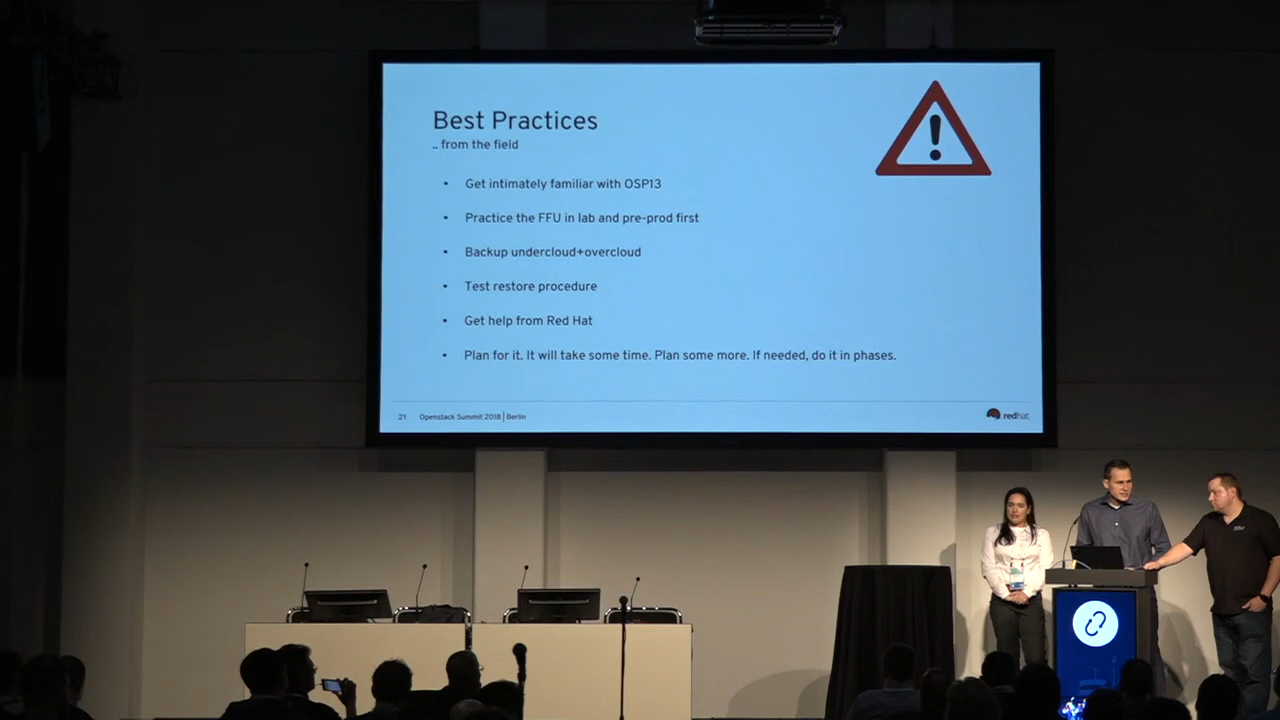 Best Practices
.. from the field
• Get intimately familiar with OSP13
• Practice the FFU in lab and pre-prod first
• Backup undercloud+overcloud
• Test restore procedure
• Get help from Red Hat
• Plan for it. It will take some time. Plan some more. If needed, do it in phases.
21 Openstack Summit 2018 | Berlin
redhat.